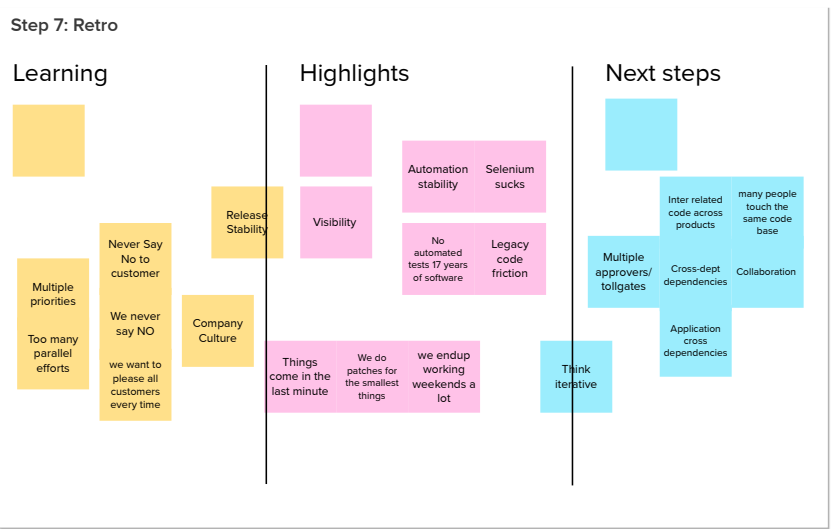 Step 7: Retro
Learning
Highlights
Next steps
Release
Stability
Never Say
No to
customer
Multiple
priorities
We never
say NO
Company
Culture
Too many
parallel
efforts
we want to
please all
customers
every time
Automation
stability
Selenium
sucks
Visibility
No
automated
tests 17 years
of software
Legacy
code
friction
Things
come in the
last minute
We do
patches for
the smallest
things
we endup
working
weekends a
lot
Inter related
code across
products
many people
touch the
same code
base
Multiple
approvers/
tollgates
Cross-dept
dependencies
Collaboration
Application
cross
dependencies
Think
iterative